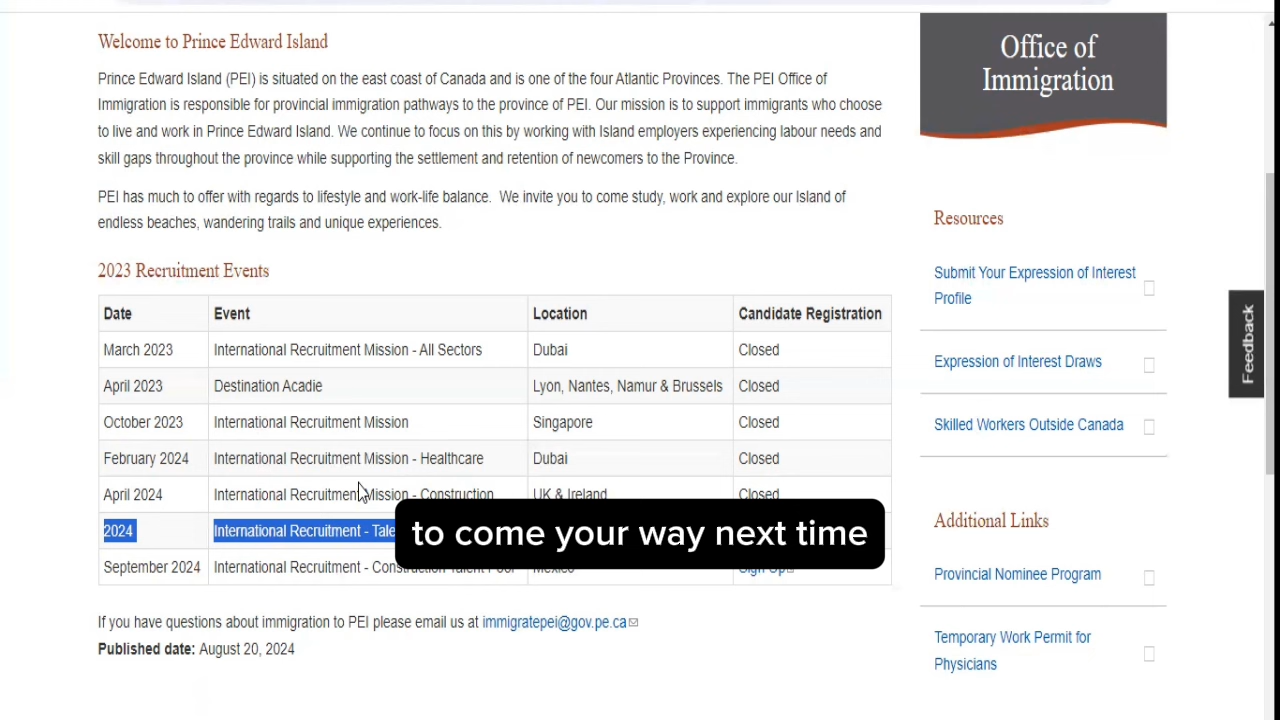 Welcome to Prince Edward Island
Prince Edward Island (PEI) is situated on the east coast of Canada and is one of the four Atlantic Provinces. The PEI Office of
Immigration is responsible for provincial immigration pathways to the province of PEI. Our mission is to support immigrants who choose
to live and work in Prince Edward Island. We continue to focus on this by working with Island employers experiencing labour needs and
skill gaps throughout the province while supporting the settlement and retention of newcomers to the Province.
PEI has much to offer with regards to lifestyle and work-life balance. We invite you to come study, work and explore our Island of
endless beaches, wandering trails and unique experiences.
2023 Recruitment Events
Date Event Location Candidate Registration
March 2023 International Recruitment Mission - All Sectors Dubai Closed
April 2023 Destination Acadie Lyon, Nantes, Namur & Brussels Closed
October 2023 International Recruitment Mission Singapore Closed
February 2024 International Recruitment Mission - Healthcare Dubai Closed
April 2024 International Recruitment Mission - Construction UK & Ireland Closed
2024 International Recruitment -
September 2024 International Recruitment - Construction Talent Pool Mexico Sign Up
to come your way next time
If you have questions about immigration to PEI please email us at immigratepei@gov.pe.ca
Published date: August 20, 2024
Office of
Immigration
Resources
Submit Your Expression of Interest
Profile
Expression of Interest Draws
Skilled Workers Outside Canada
Additional Links
Provincial Nominee Program
Temporary Work Permit for
Physicians
Feedback